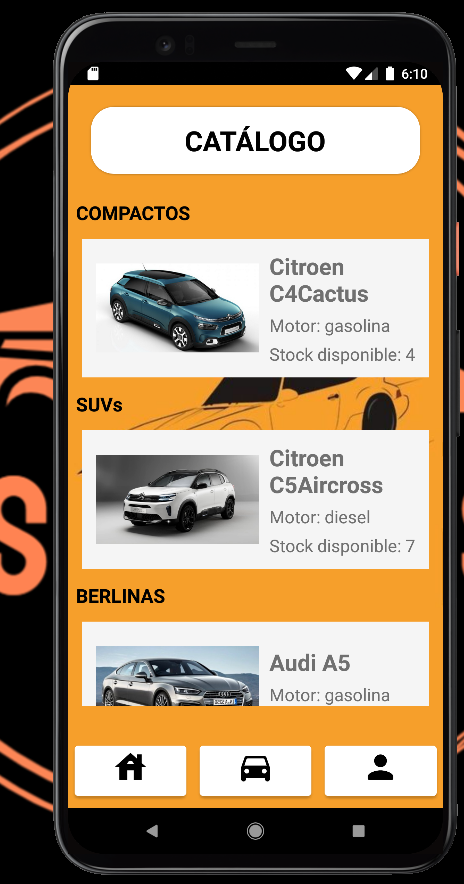 6:10
CATÁLOGO
COMPACTOS
Citroen
C4Cactus
Motor: gasolina
Stock disponible: 4
SUVs
Citroen
C5Aircross
Motor: diesel
Stock disponible: 7
BERLINAS
Audi A5
Motor: gasolina
S